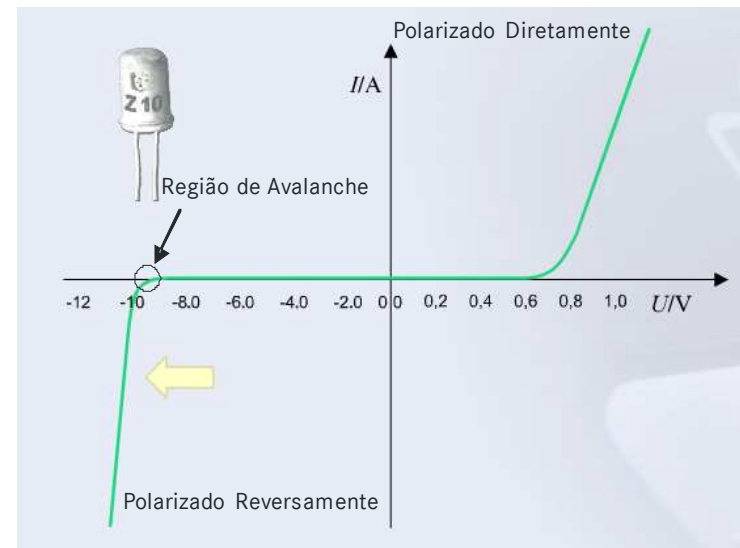 Polarizado Diretamente
I/A
Z 10
Região de Avalanche
-12 -10 -8.0 -6.0 -4.0 -2.0 0,0 0,2 0,4 0,6 0,8 1,0 U/V
Polarizado Reversamente